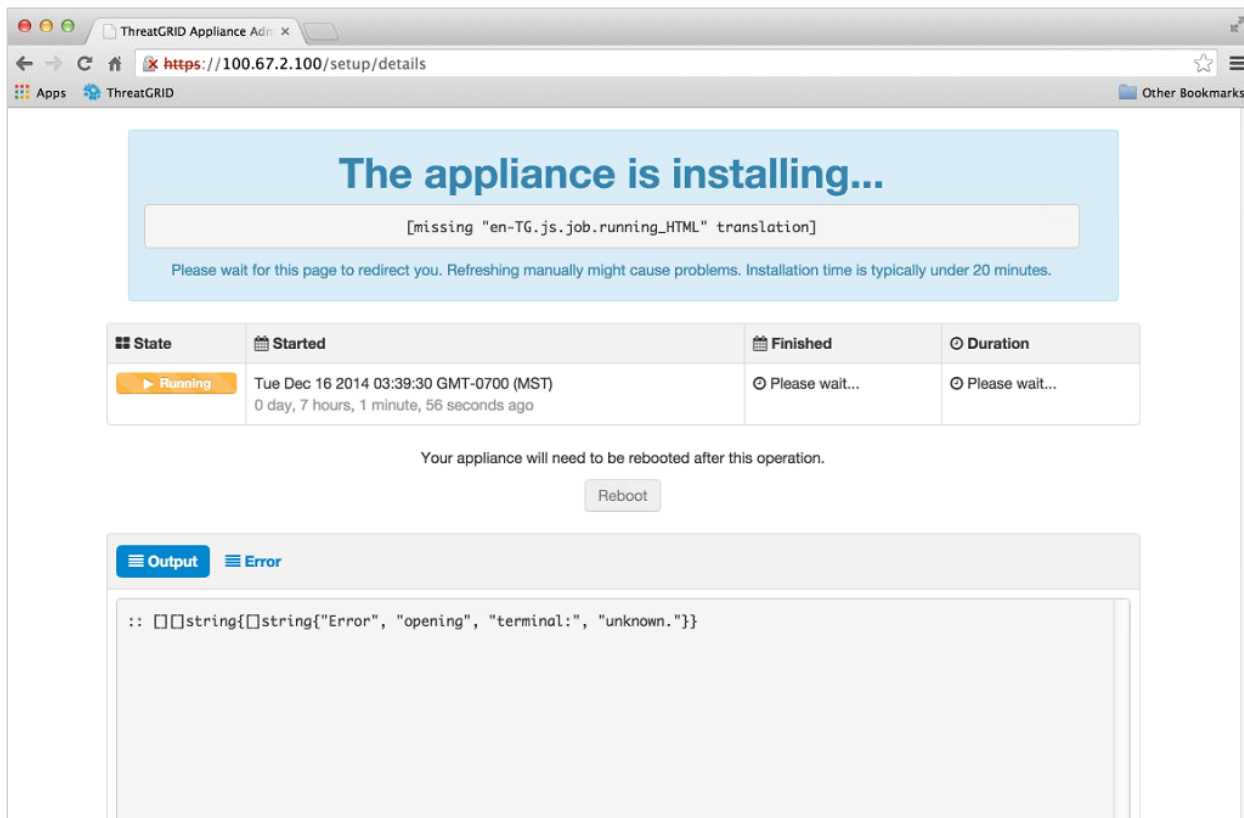 ThreatGRID Appliance Adm
https://100.67.2.100/setup/details
Apps ThreatGRID Other Bookmarks
The appliance is installing...
[missing "en-TG.js.job.running_HTML" translation]
Please wait for this page to redirect you. Refreshing manually might cause problems. Installation time is typically under 20 minutes.
State Started Finished Duration
Running Tue Dec 16 2014 03:39:30 GMT-0700 (MST) Please wait... Please wait...
0 day, 7 hours, 1 minute, 56 seconds ago
Your appliance will need to be rebooted after this operation.
Reboot
Output Error
:: [][]string{[]string{"Error", "opening", "terminal:", "unknown."}}